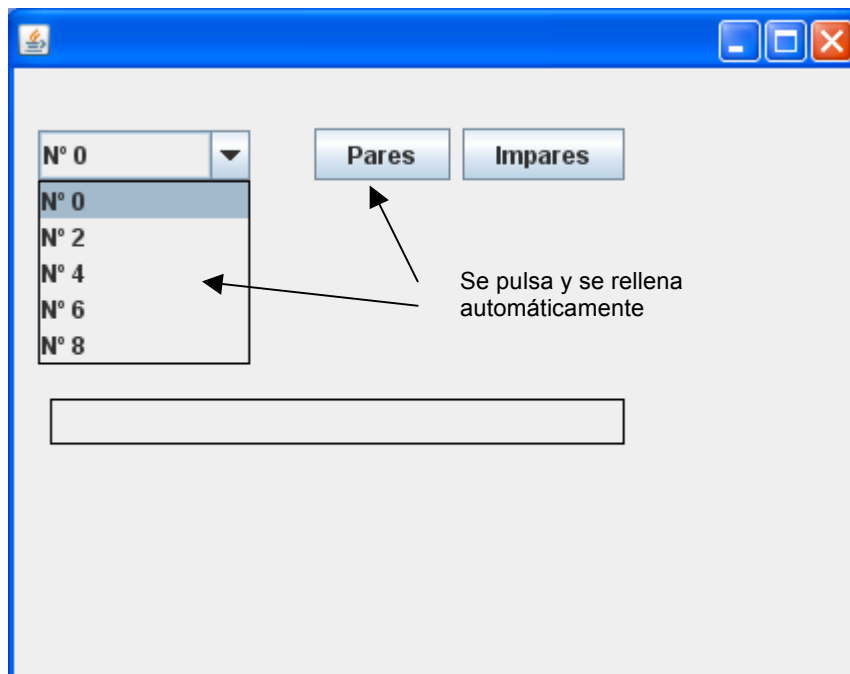 Nº 0
Pares
Impares
Nº 0
Nº 2
Nº 4
Nº 6
Nº 8
Se pulsa y se rellena
automáticamente